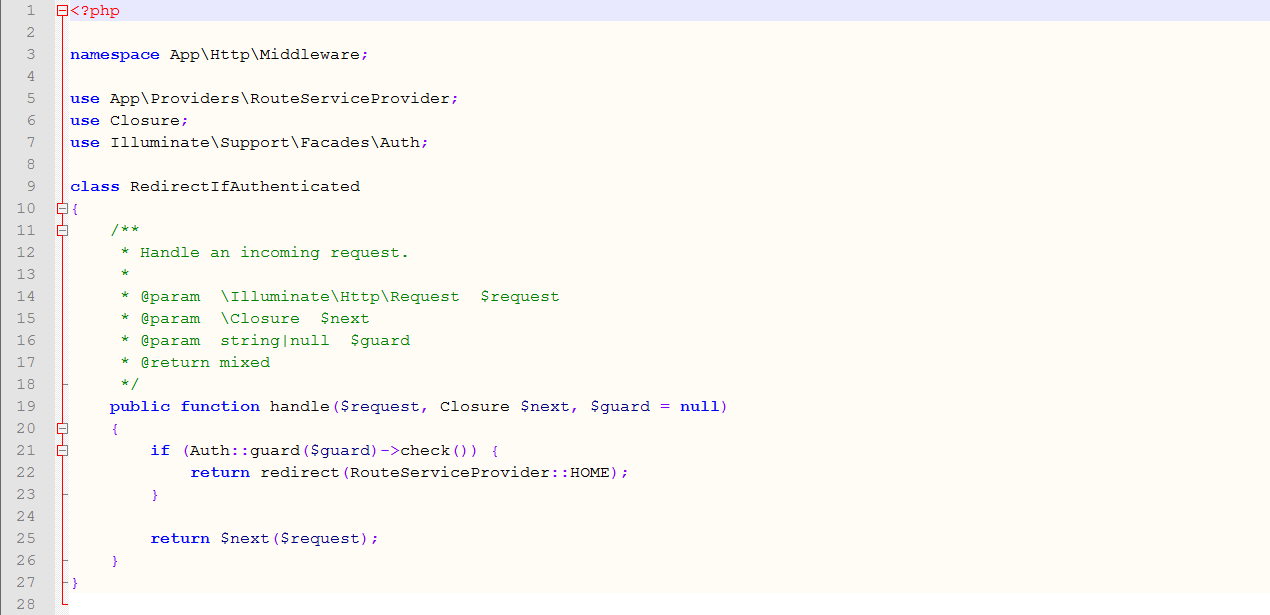 1 <?php
2
3 namespace App\Http\Middleware;
4
5 use App\Providers\RouteServiceProvider;
6 use Closure;
7 use Illuminate\Support\Facades\Auth;
8
9 class RedirectIfAuthenticated
10 {
11     /**
12      * Handle an incoming request.
13      *
14      * @param  \Illuminate\Http\Request  $request
15      * @param  \Closure  $next
16      * @param  string|null  $guard
17      * @return mixed
18      */
19     public function handle($request, Closure $next, $guard = null)
20     {
21         if (Auth::guard($guard)->check()) {
22             return redirect(RouteServiceProvider::HOME);
23         }
24
25         return $next($request);
26     }
27 }
28